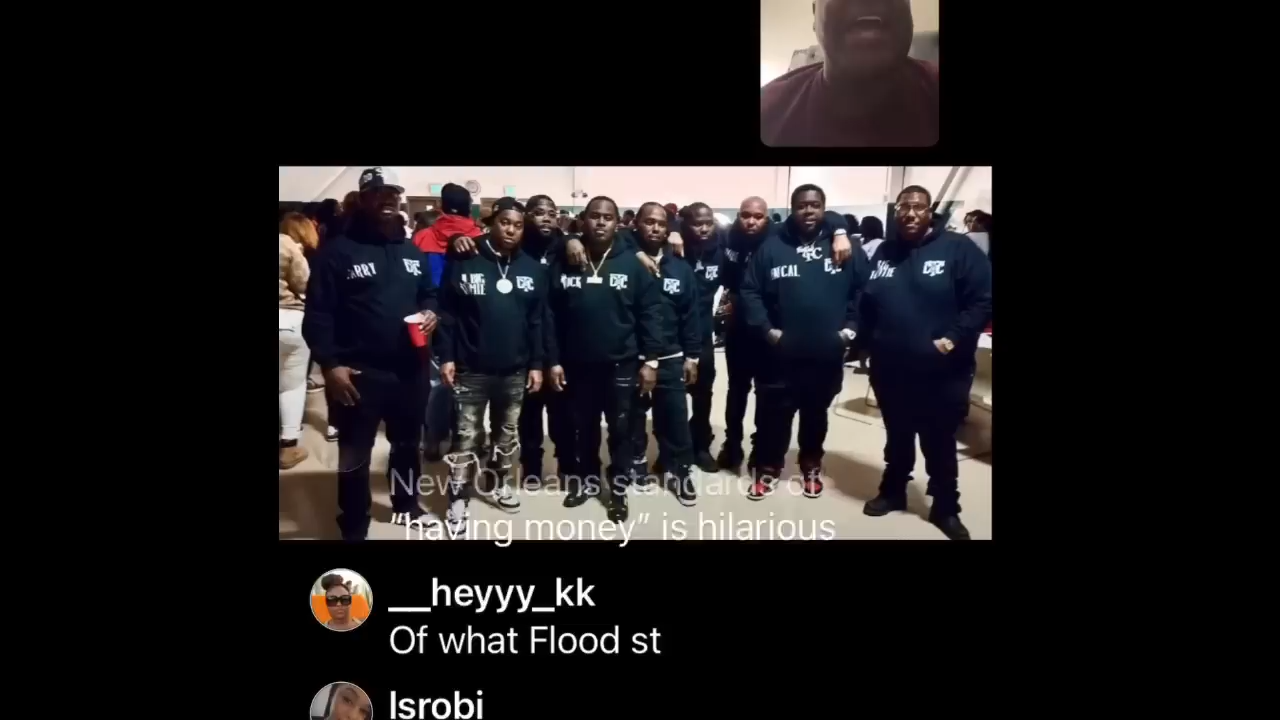 New Orleans standards of
“having money” is hilarious
__heyyy_kk
Of what Flood st
lsrobi